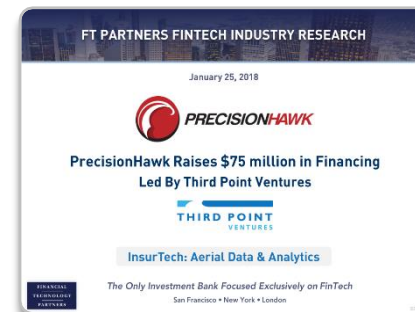 FT PARTNERS FINTECH INDUSTRY RESEARCH
January 25, 2018
PRECISIONHAWK
PrecisionHawk Raises $75 million in Financing
Led By Third Point Ventures
THIRD POINT
VENTURES
InsurTech: Aerial Data & Analytics
FINANCIAL
TECHNOLOGY
PARTNERS
The Only Investment Bank Focused Exclusively on FinTech
San Francisco • New York • London